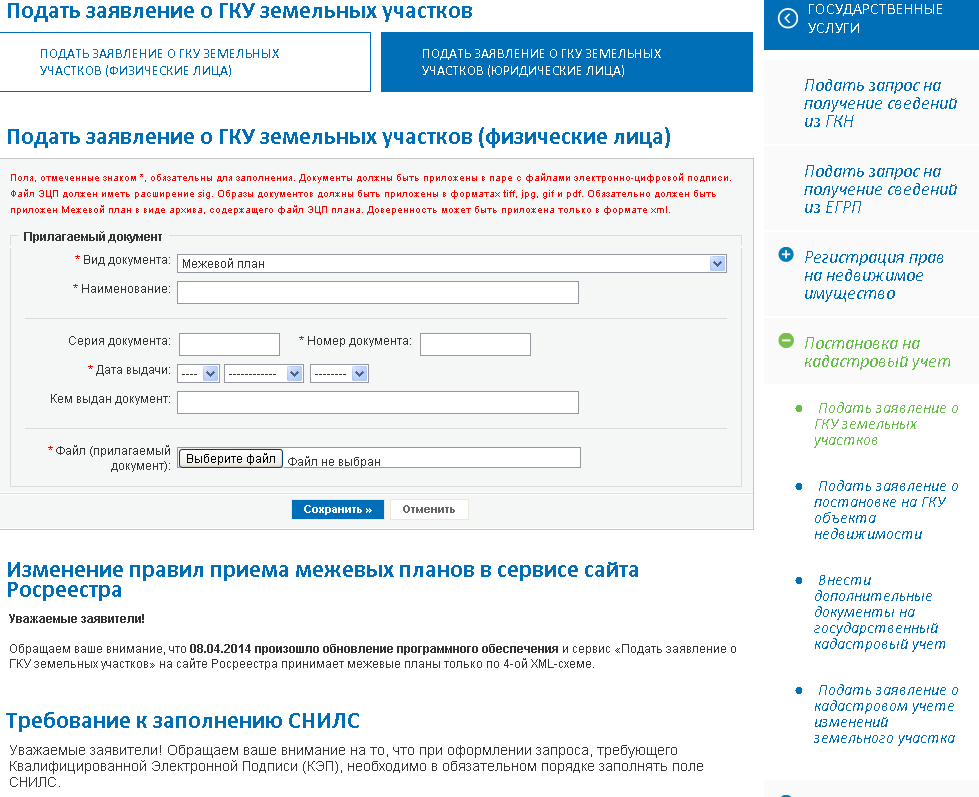 Подать заявление о ГКУ земельных участков
ПОДАТЬ ЗАЯВЛЕНИЕ О ГКУ ЗЕМЕЛЬНЫХ
УЧАСТКОВ (ФИЗИЧЕСКИЕ ЛИЦА)
ПОДАТЬ ЗАЯВЛЕНИЕ О ГКУ ЗЕМЕЛЬНЫХ
УЧАСТКОВ (ЮРИДИЧЕСКИЕ ЛИЦА)
Подать заявление о ГКУ земельных участков (физические лица)
Поля, отмеченные знаком *, обязательны для заполнения. Документы должны быть приложены в паре с файлами электронно-цифровой подписи.
Файл ЭЦП должен иметь расширение sig. Образы документов должны быть приложены в форматах tiff, jpg, gif и pdf. Обязательно должен быть
приложен Межевой план в виде архива, содержащего файл ЭЦП плана. Доверенность может быть приложена только в формате xml.
Прилагаемый документ
* Вид документа: Межевой план
* Наименование:
Серия документа: * Номер документа:
* Дата выдачи: ---- ------------ --------
Кем выдан документ:
* Файл (прилагаемый
документ): Выберите файл Файл не выбран
Сохранить » Отменить
Изменение правил приема межевых планов в сервисе сайта
Росреестра
Уважаемые заявители!
Обращаем ваше внимание, что 08.04.2014 произошло обновление программного обеспечения и сервис «Подать заявление о
ГКУ земельных участков» на сайте Росреестра принимает межевые планы только по 4-ой XML-схеме.
Требование к заполнению СНИЛС
Уважаемые заявители! Обращаем ваше внимание на то, что при оформлении запроса, требующего
Квалифицированной Электронной Подписи (КЭП), необходимо в обязательном порядке заполнять поле
СНИЛС.
ГОСУДАРСТВЕННЫЕ
УСЛУГИ
Подать запрос на
получение сведений
из ГКН
Подать запрос на
получение сведений
из ЕГРП
Регистрация прав
на недвижимое
имущество
Постановка на
кадастровый учет
Подать заявление о
ГКУ земельных
участков
Подать заявление о
постановке на ГКУ
объекта
недвижимости
Внести
дополнительные
документы на
государственный
кадастровый учет
Подать заявление о
кадастровом учете
изменений
земельного участка